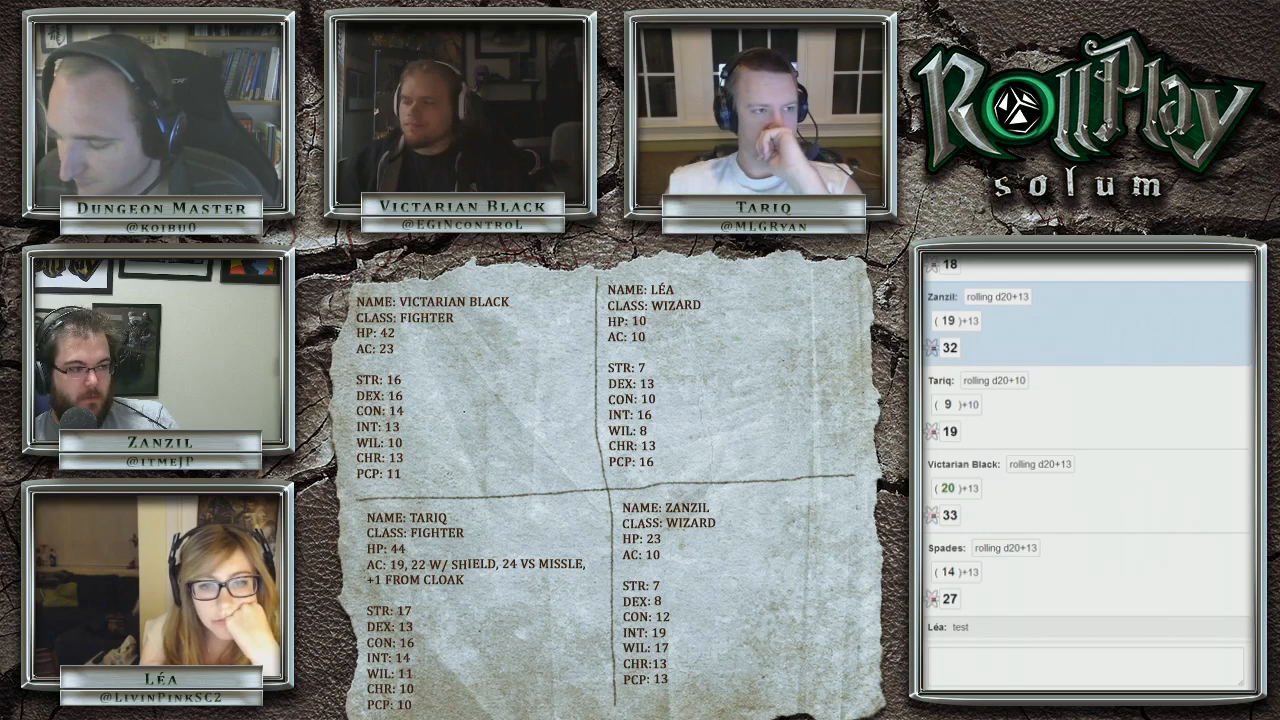 DUNGEON MASTER
@KOIBU0
VICTARIAN BLACK
@EGINCONTROL
TARIQ
@MLGRYAN
RollPlay
solum
ZANZIL
@ITMEJP
LÉA
@LIVINPINKSC2
NAME: VICTARIAN BLACK
CLASS: FIGHTER
HP: 42
AC: 23
STR: 16
DEX: 16
CON: 14
INT: 13
WIL: 10
CHR: 13
PCP: 11
NAME: LÉA
CLASS: WIZARD
HP: 10
AC: 10
STR: 7
DEX: 13
CON: 10
INT: 16
WIL: 8
CHR: 13
PCP: 16
NAME: TARIQ
CLASS: FIGHTER
HP: 44
AC: 19, 22 W/ SHIELD, 24 VS MISSLE,
+1 FROM CLOAK
STR: 17
DEX: 13
CON: 16
INT: 14
WIL: 11
CHR: 10
PCP: 10
NAME: ZANZIL
CLASS: WIZARD
HP: 23
AC: 10
STR: 7
DEX: 8
CON: 12
INT: 19
WIL: 17
CHR:13
PCP: 13
18
Zanzil: rolling d20+13
( 19 )+13
32
Tariq: rolling d20+10
( 9 )+10
19
Victarian Black: rolling d20+13
( 20 )+13
33
Spades: rolling d20+13
( 14 )+13
27
Léa: test